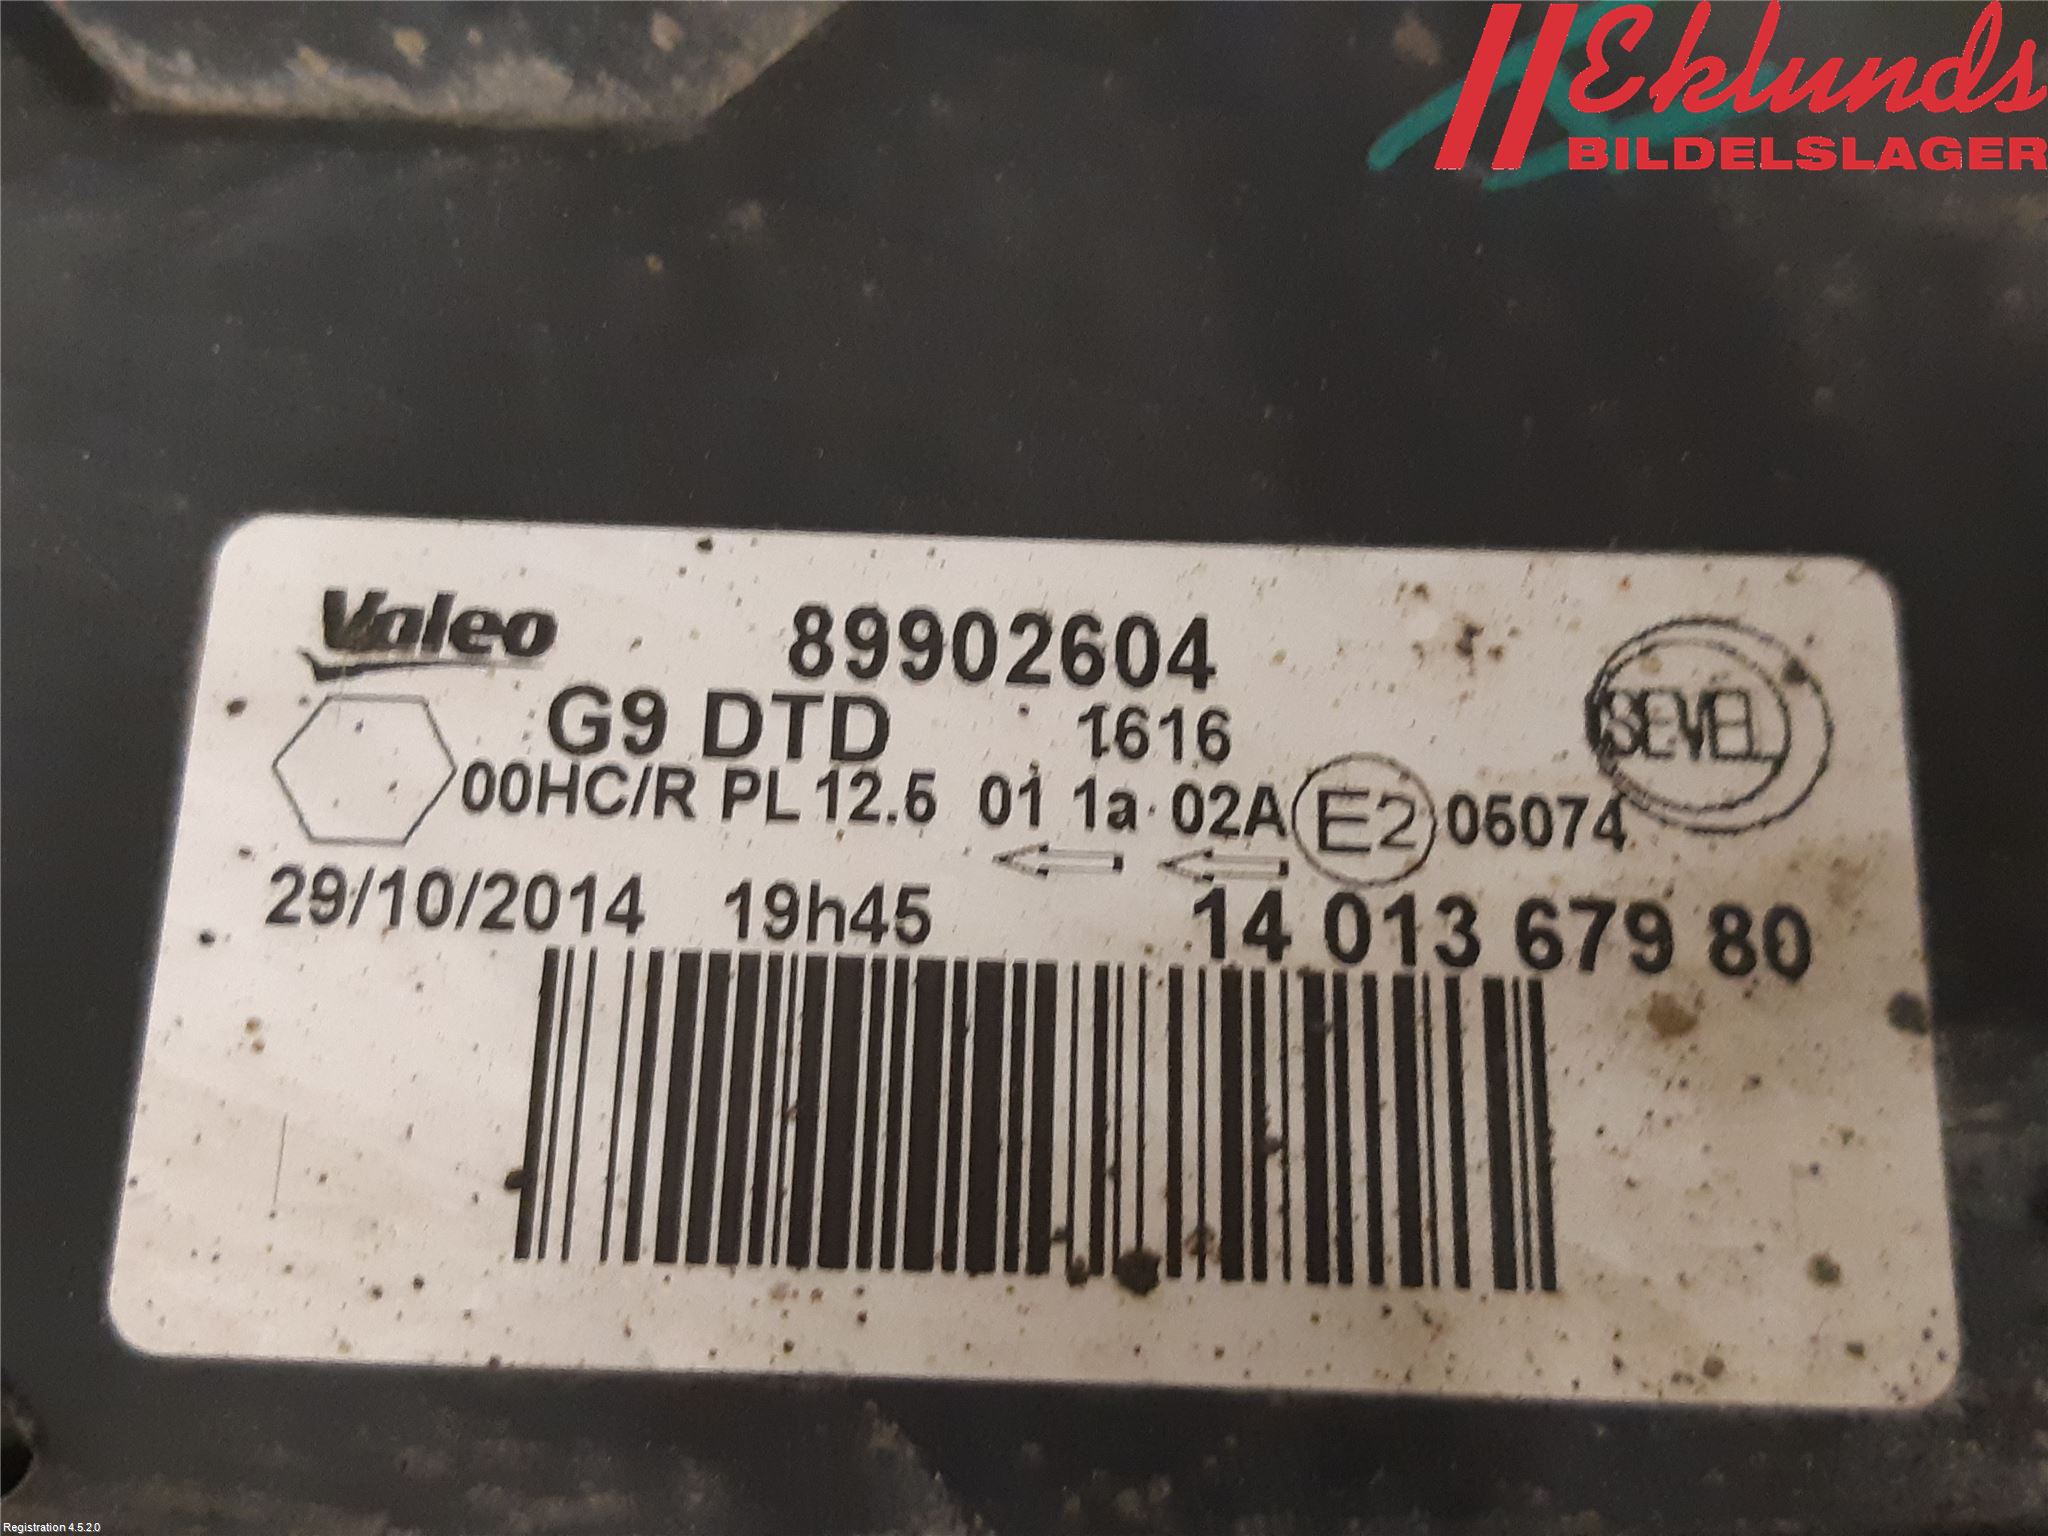 Eklunds
BILDELSLAGER
Valeo 89902604
G9 DTD 1616
SEVEL
00HC/R PL 12.5 01 1a 02A E2 05074
29/10/2014 19h45 14 013 679 80
Registration 4.5.2.0